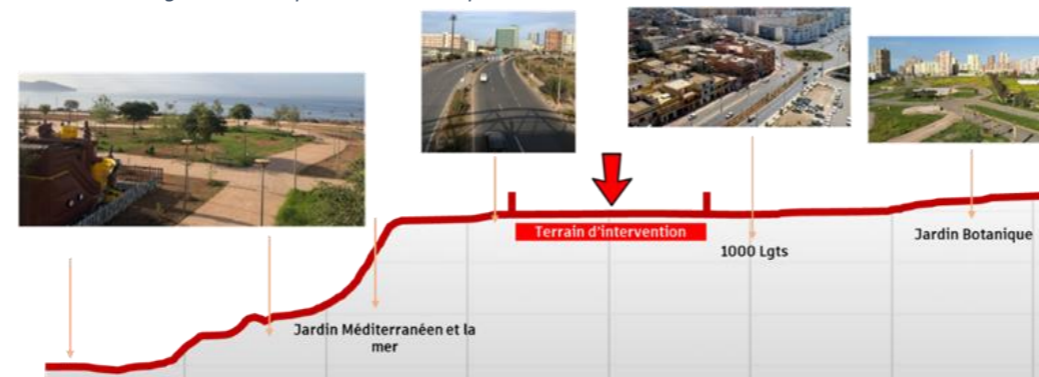 Terrain d'intervention
1000 Lgts
Jardin Botanique
Jardin Méditerranéen et la
mer